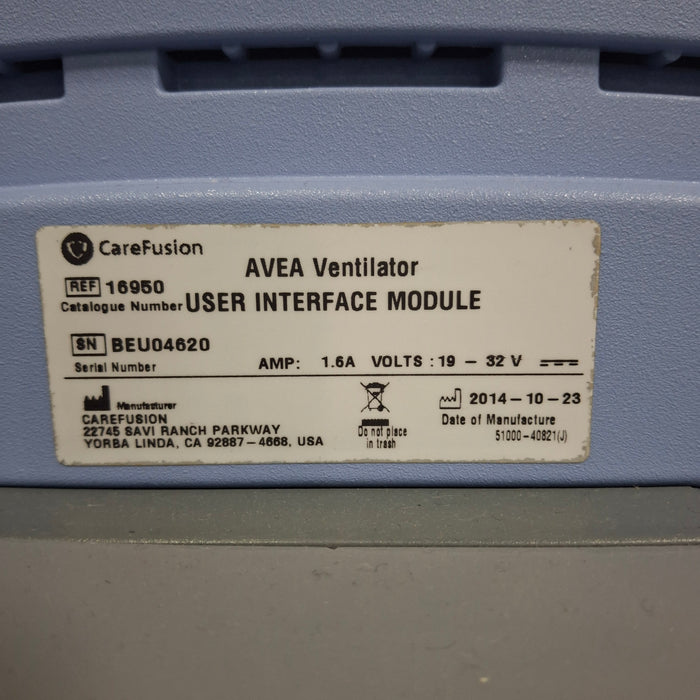 CareFusion
AVEA Ventilator
REF 16950
Catalogue Number USER INTERFACE MODULE
SN BEU04620
Serial Number
AMP: 1.6A VOLTS : 19 – 32 V
Manufacturer
CAREFUSION
22745 SAVI RANCH PARKWAY
YORBA LINDA, CA 92887–4668, USA
Do not place
in trash
2014–10–23
Date of Manufacture
51000–40821(J)